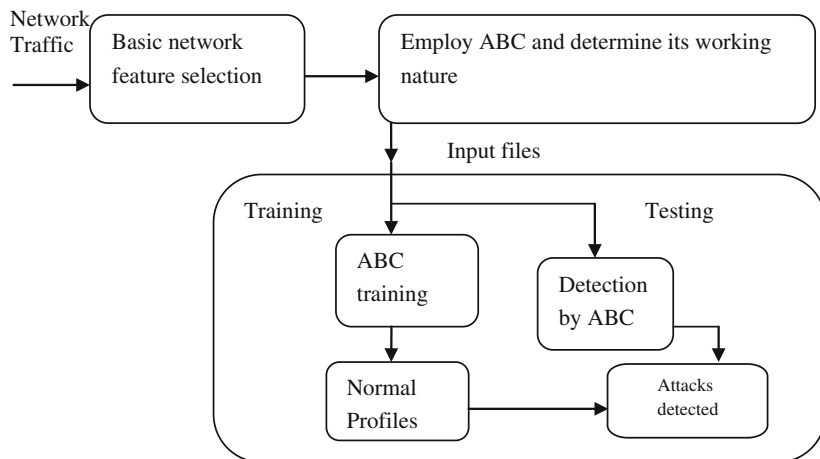 Network
Traffic
Basic network
feature selection
Employ ABC and determine its working
nature
Input files
Training
Testing
ABC
training
Detection
by ABC
Normal
Profiles
Attacks
detected